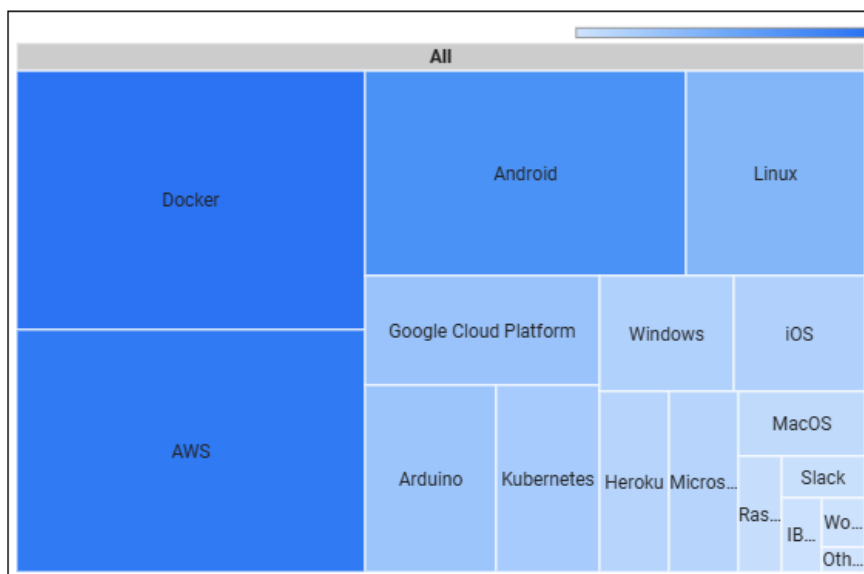 All
Docker
Android
Linux
Google Cloud Platform
Windows
iOS
AWS
Arduino
Kubernetes
Heroku
Micros...
MacOS
Slack
Ras...
IB...
Wo...
Oth...